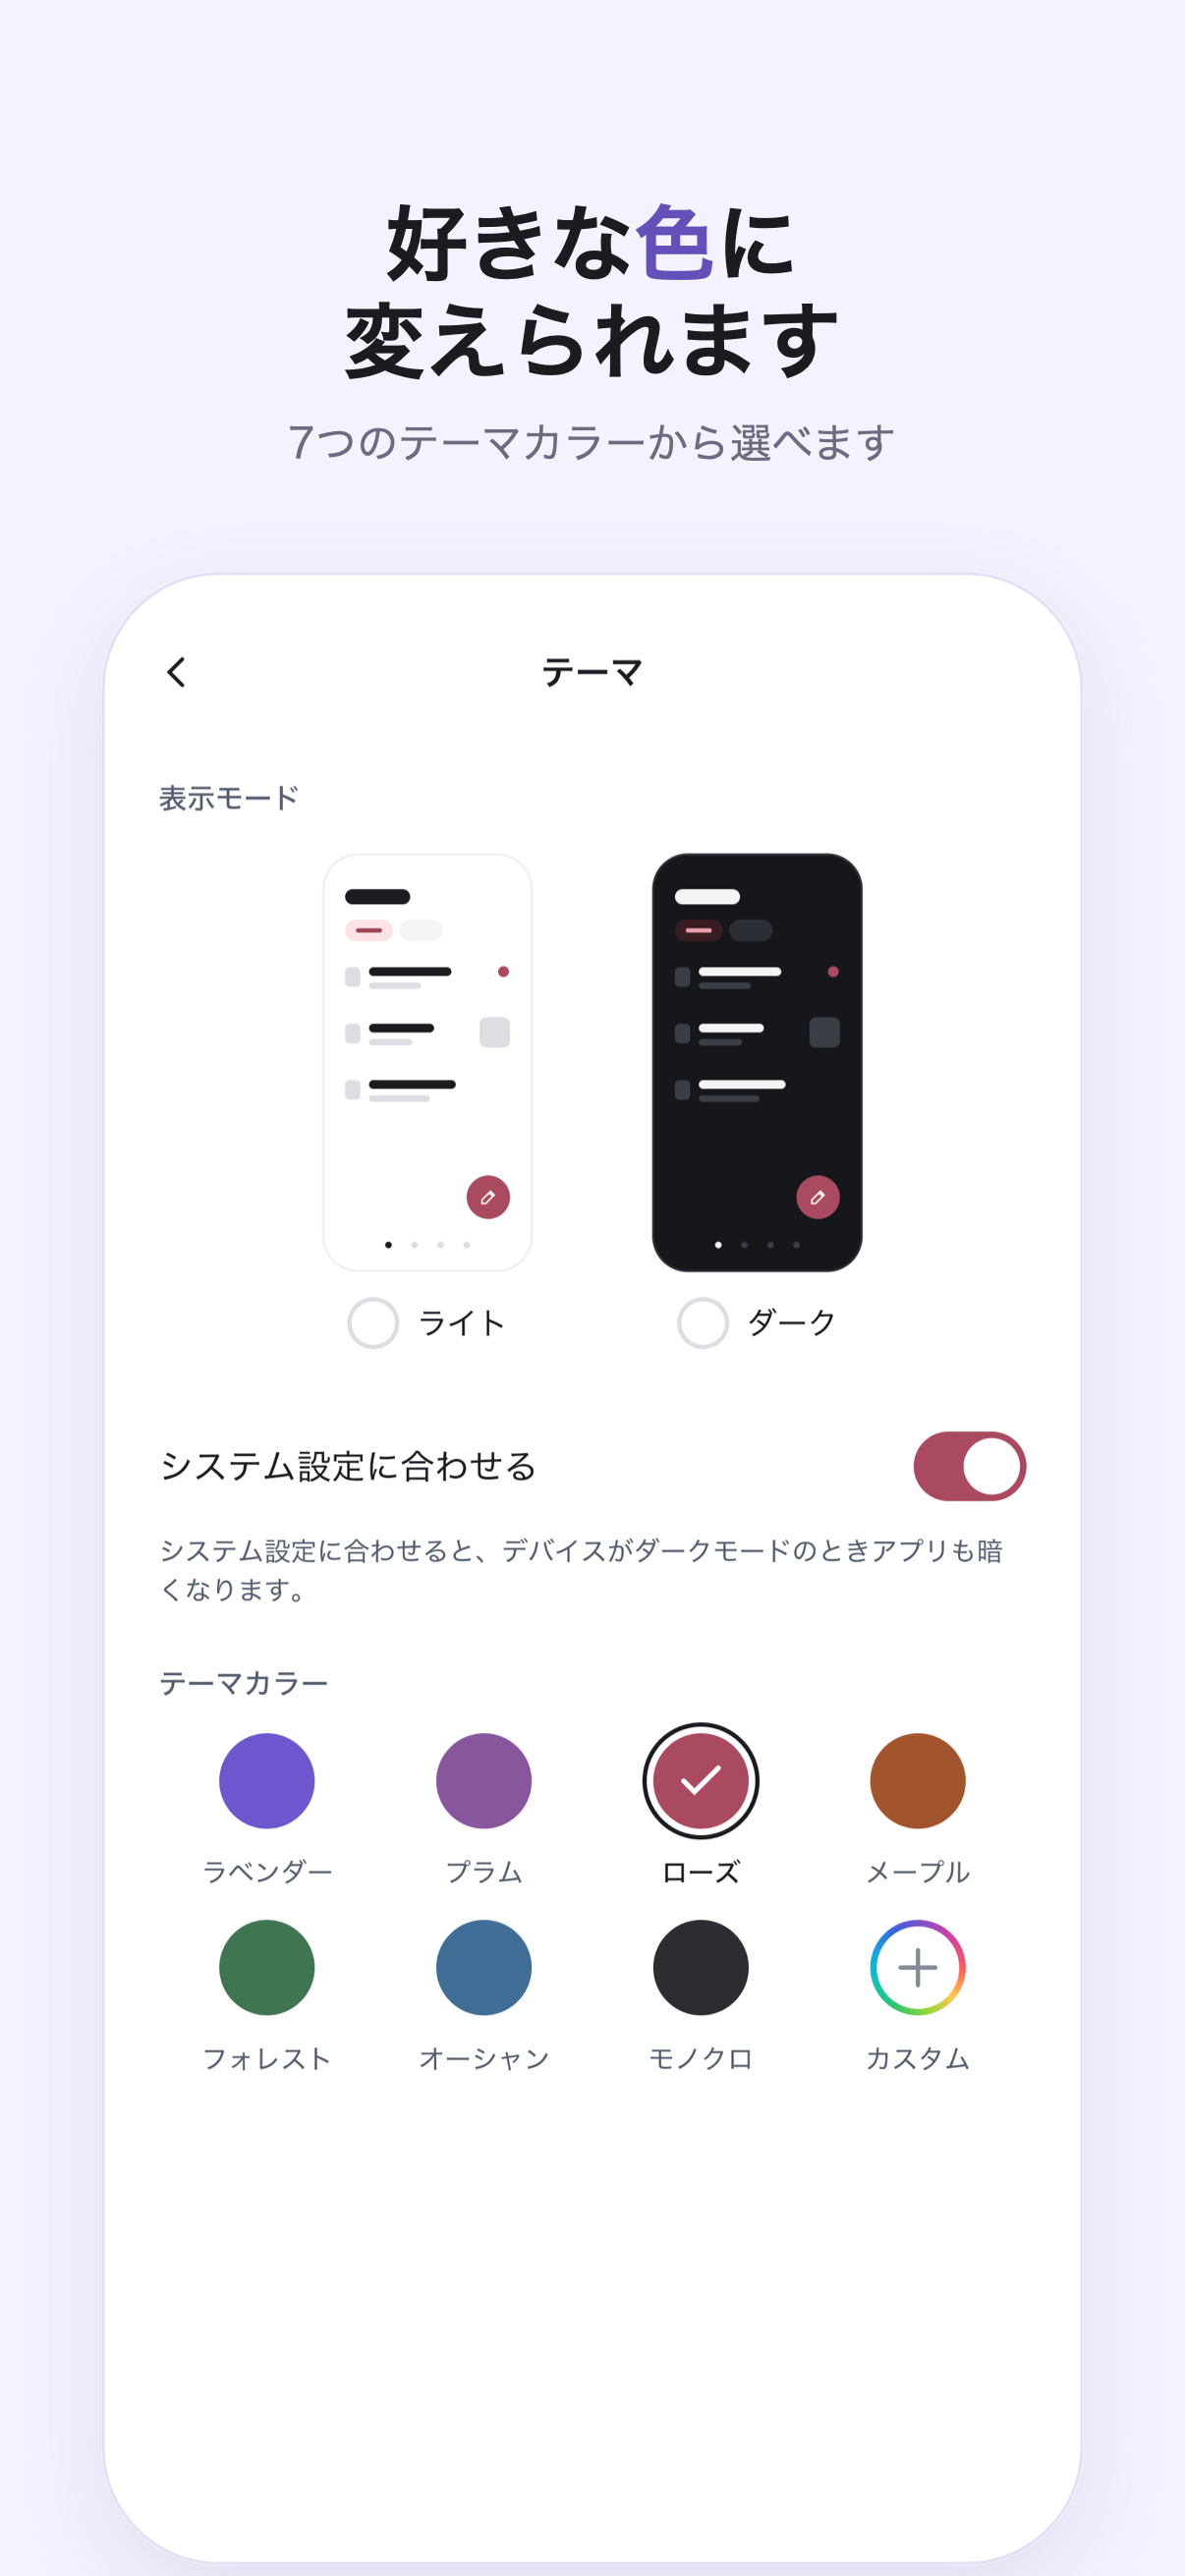 好きな色に
変えられます
7つのテーマカラーから選べます
テーマ
表示モード
ライト
ダーク
システム設定に合わせる
システム設定に合わせると、デバイスがダークモードのときアプリも暗
くなります。
テーマカラー
ラベンダー
プラム
ローズ
メープル
フォレスト
オーシャン
モノクロ
カスタム